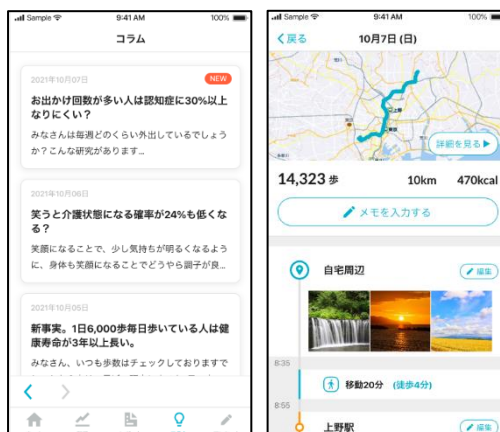 Sample 9:41 AM 100%
コラム
2021年10月07日 NEW
お出かけ回数が多い人は認知症に30%以上
なりにくい?
みなさんは毎週どのくらい外出しているでしょう
か?こんな研究があります…
2021年10月06日
笑うと介護状態になる確率が24%も低くな
る?
笑顔になることで、少し気持ちが明るくなるよう
に、身体も笑顔になることでどうやら調子が良…
2021年10月05日
新事実。1日6,000歩毎日歩いている人は健
康寿命が3年以上長い。
みなさん、いつも歩数はチェックしておりますで
Sample 9:41 AM 100%
戻る 10月7日 (日)
上野
詳細を見る▶
14,323 歩 10km 470kcal
メモを入力する
自宅周辺 編集
8:35
移動20分 (徒歩4分)
8:55
上野駅 編集